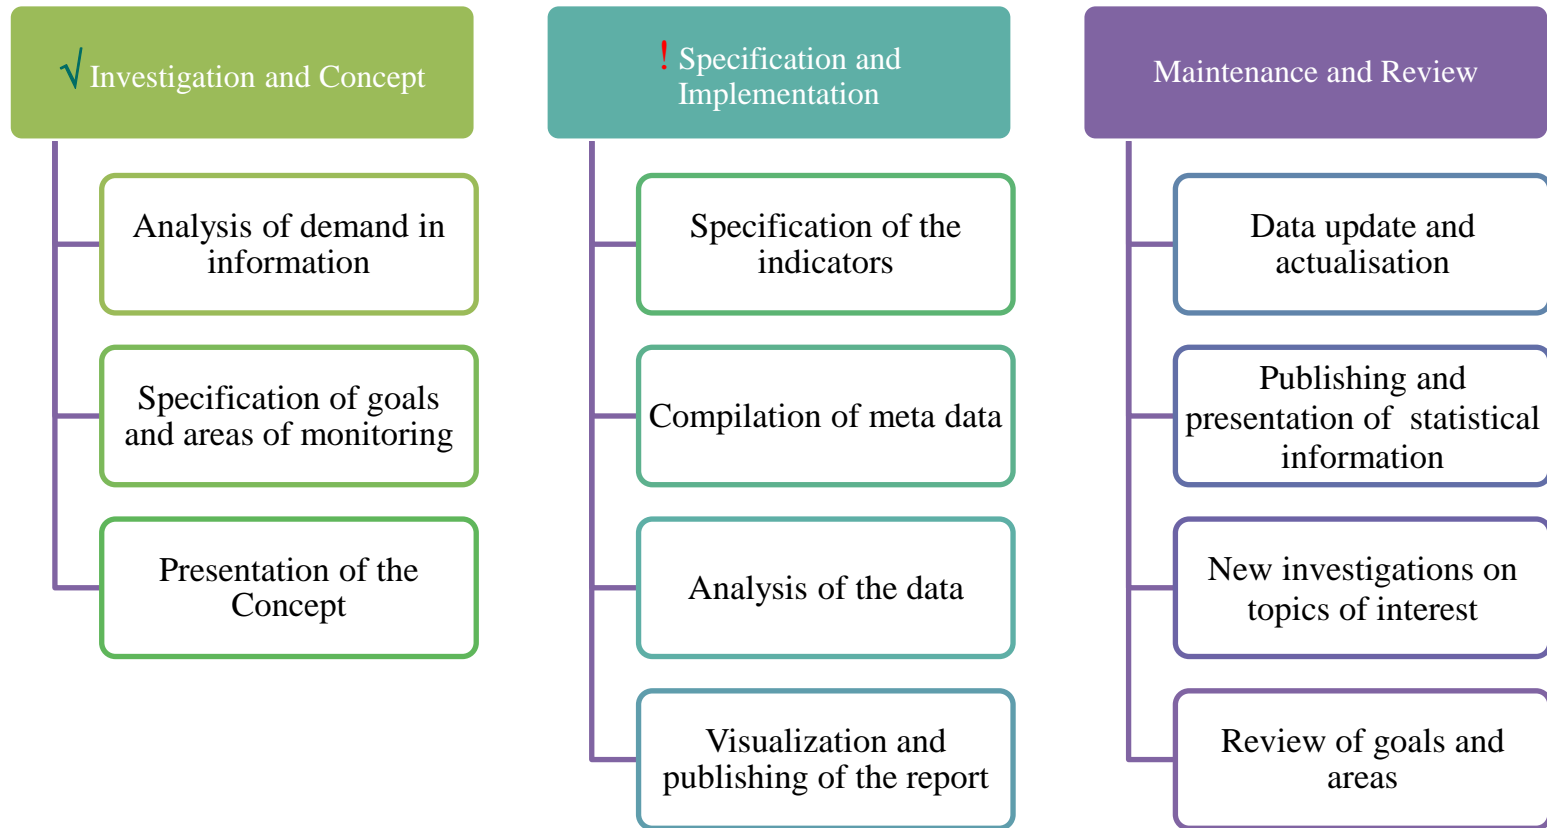 √ Investigation and Concept
Analysis of demand in
information
Specification of goals
and areas of monitoring
Presentation of the
Concept
! Specification and
Implementation
Specification of the
indicators
Compilation of meta data
Analysis of the data
Visualization and
publishing of the report
Maintenance and Review
Data update and
actualisation
Publishing and
presentation of statistical
information
New investigations on
topics of interest
Review of goals and
areas